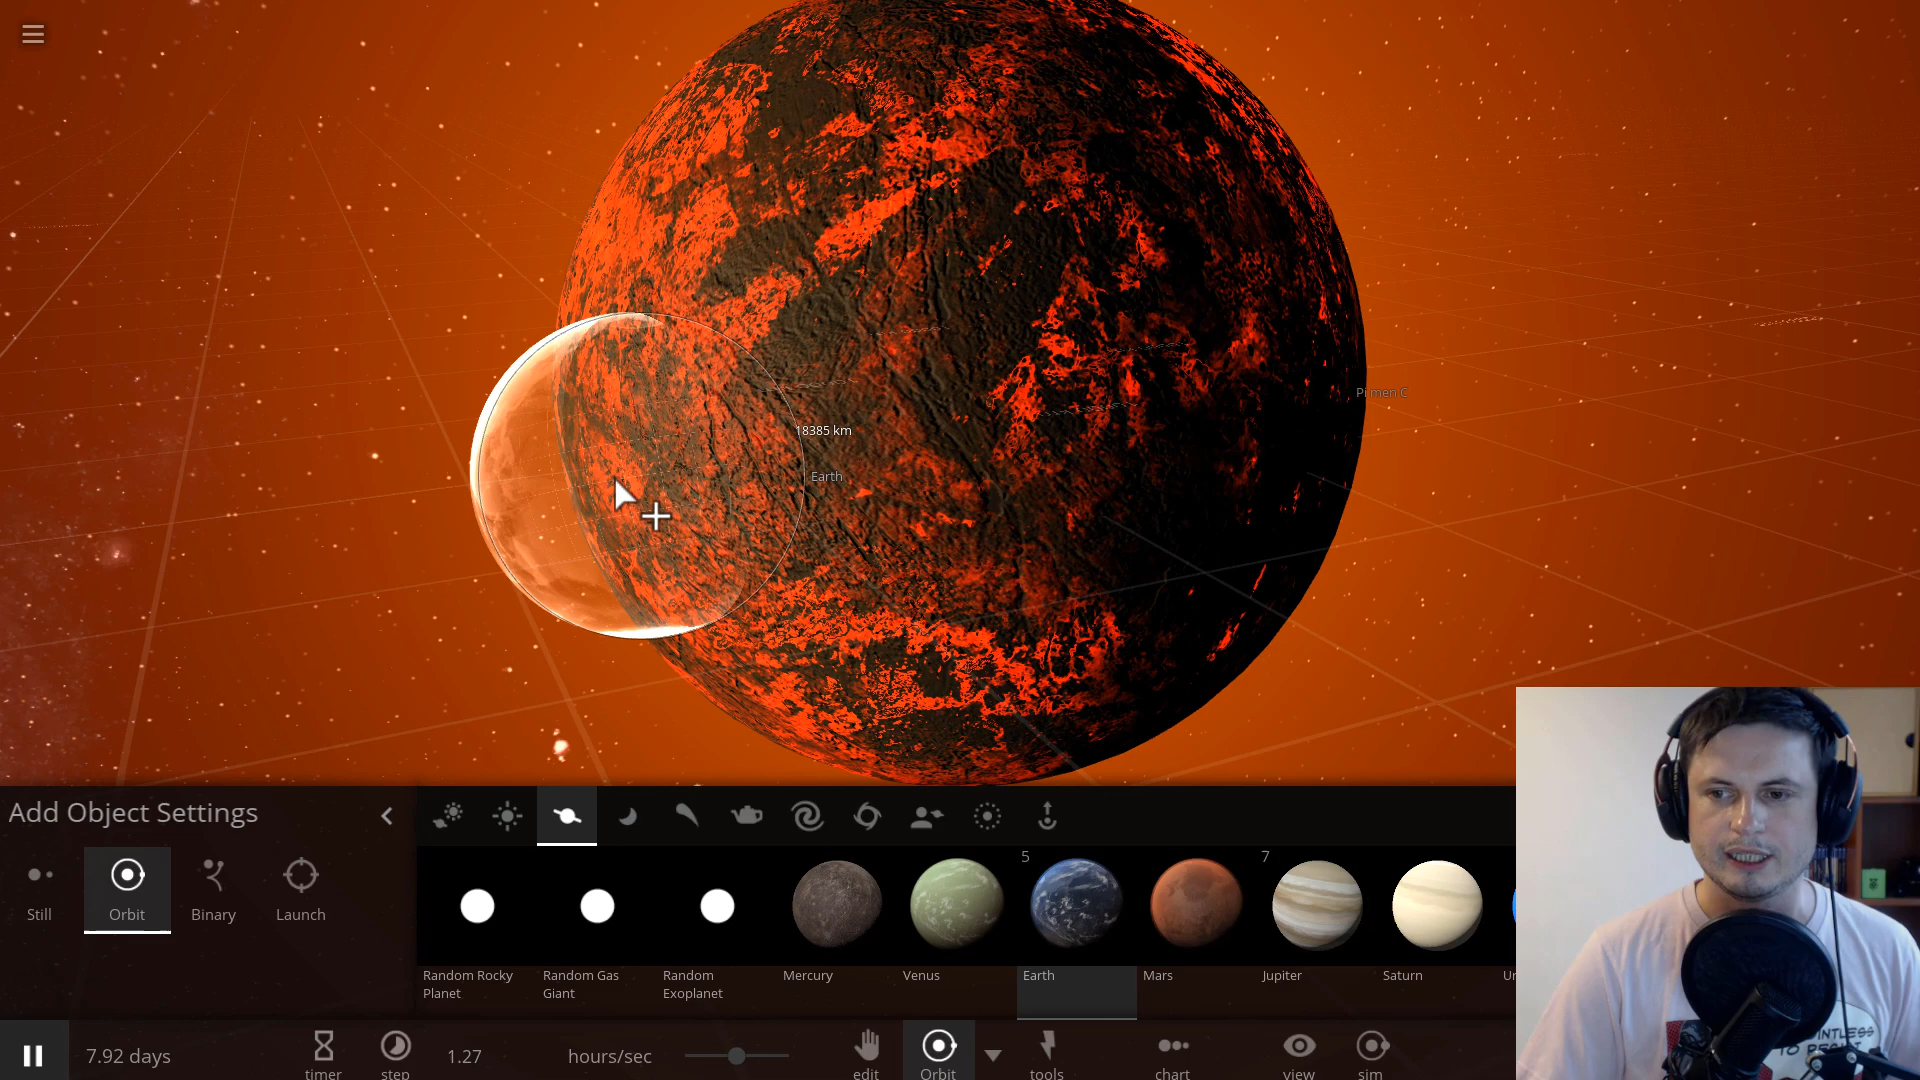 Pi men C
18385 km
Earth
Add Object Settings
Still
Orbit
Binary
Launch
5
7
Random Rocky Planet
Random Gas Giant
Random Exoplanet
Mercury
Venus
Earth
Mars
Jupiter
Saturn
7.92 days
timer
step
1.27
hours/sec
edit
Orbit
tools
chart
view
sim